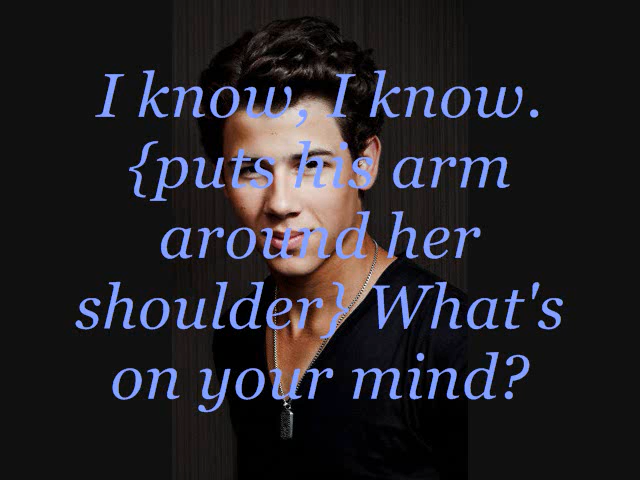 I know, I know.
{puts his arm
around her
shoulder} What's
on your mind?